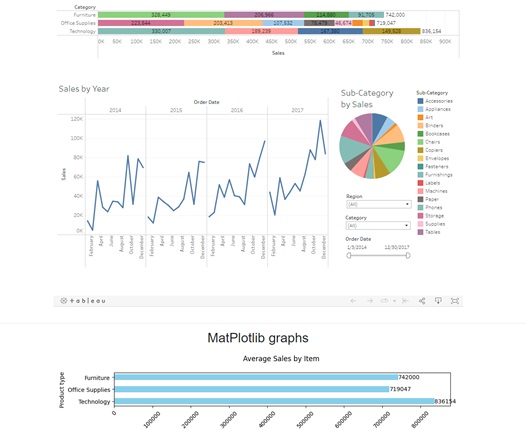 Category
Furniture 328,449 206,966 114,880 91,705 742,000
Office Supplies 223,844 203,413 107,532 78,479 46,674 719,047
Technology 330,007 189,239 167,380 149,528 836,154
0K 50K 100K 150K 200K 250K 300K 350K 400K 450K 500K 550K 600K 650K 700K 750K 800K 850K 900K
Sales
Sales by Year
Order Date
2014 2015 2016 2017
120K
100K
80K
60K
40K
20K
0K
Sales
February April June August October December February April June August October December February April June August October December February April June August October December
Sub-Category
by Sales
Sub-Category
Accessories
Appliances
Art
Binders
Bookcases
Chairs
Copiers
Envelopes
Fasteners
Furnishings
Labels
Machines
Paper
Phones
Storage
Supplies
Tables
Region
(All)
Category
(All)
Order Date
1/3/2014 12/30/2017
+ableau
MatPlotlib graphs
Average Sales by Item
Product type
Furniture 742000
Office Supplies 719047
Technology 836154
0 100000 200000 300000 400000 500000 600000 700000 800000